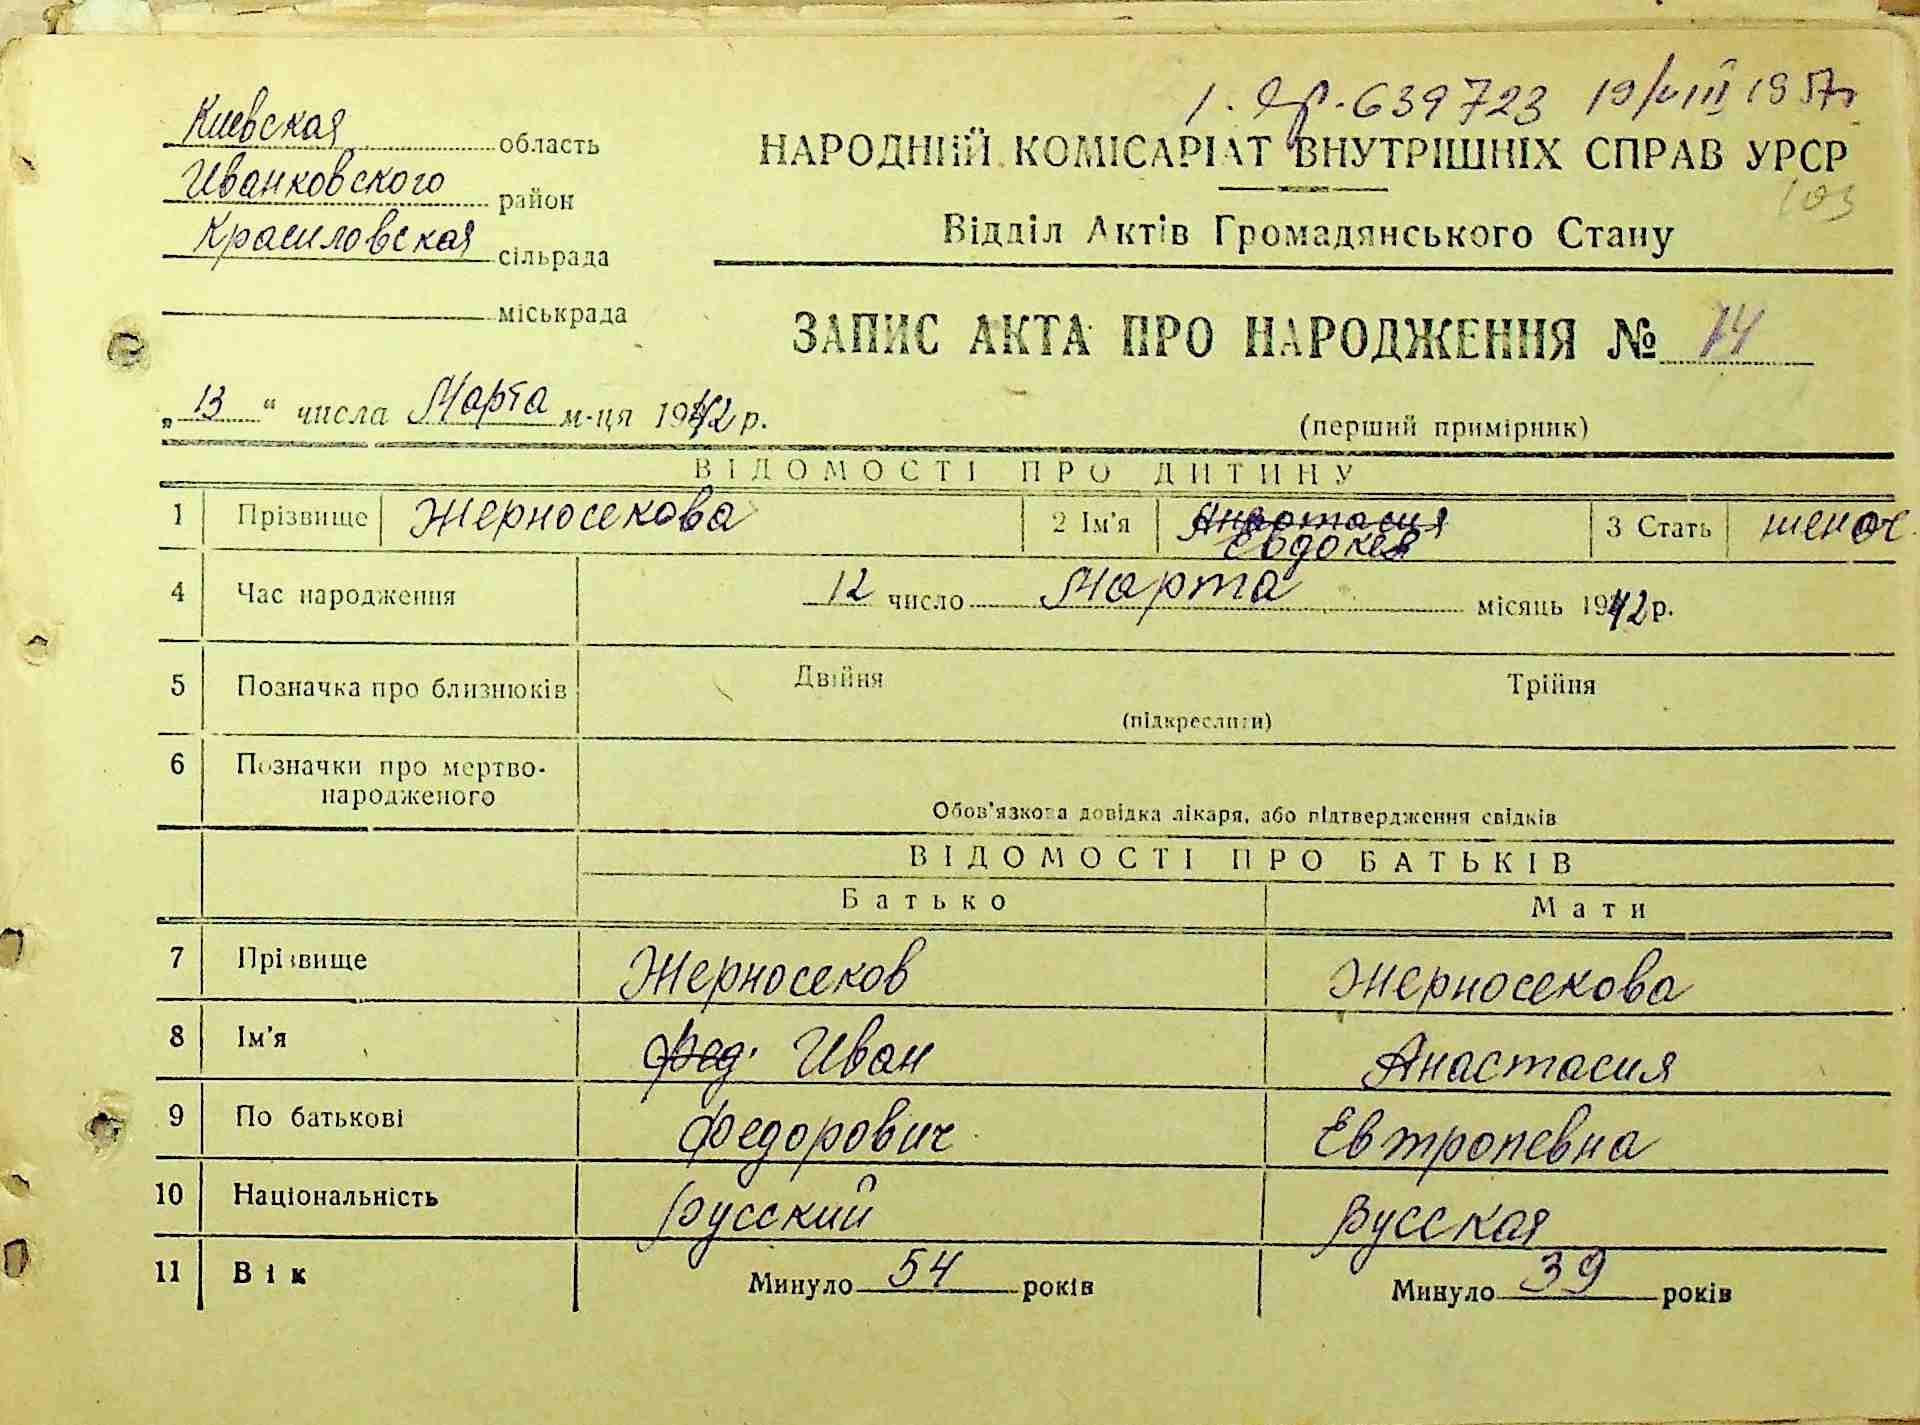 1. Яр. 639723 19/VIII 1957г
Киевская область
НАРОДНІЙ КОМІСАРІАТ ВНУТРІШНІХ СПРАВ УРСР
Иванковского район
103
Красиловская сільрада
Відділ Актів Громадянського Стану
міськрада
ЗАПИС АКТА ПРО НАРОДЖЕННЯ № 14
„13“ числа Марта м-ця 1942 р.
(перший примірник)
ВІДОМОСТІ ПРО ДИТИНУ
1 Прізвище Жерносекова 2 Ім'я Анастасия Евдокея 3 Стать женск.
4 Час народження 12 число Марта місяць 1942 р.
5 Позначка про близнюків Двійня Трійня
(підкреслити)
6 Позначки про мертво-
народженого
Обов'язкова довідка лікаря, або підтвердження свідків
ВІДОМОСТІ ПРО БАТЬКІВ
Батько Мати
7 Прізвище Жерносеков Жерносекова
8 Ім'я Фед. Иван Анастасия
9 По батькові Федорович Евтропевна
10 Національність Русский Русская
11 Вік Минуло 54 років Минуло 39 років